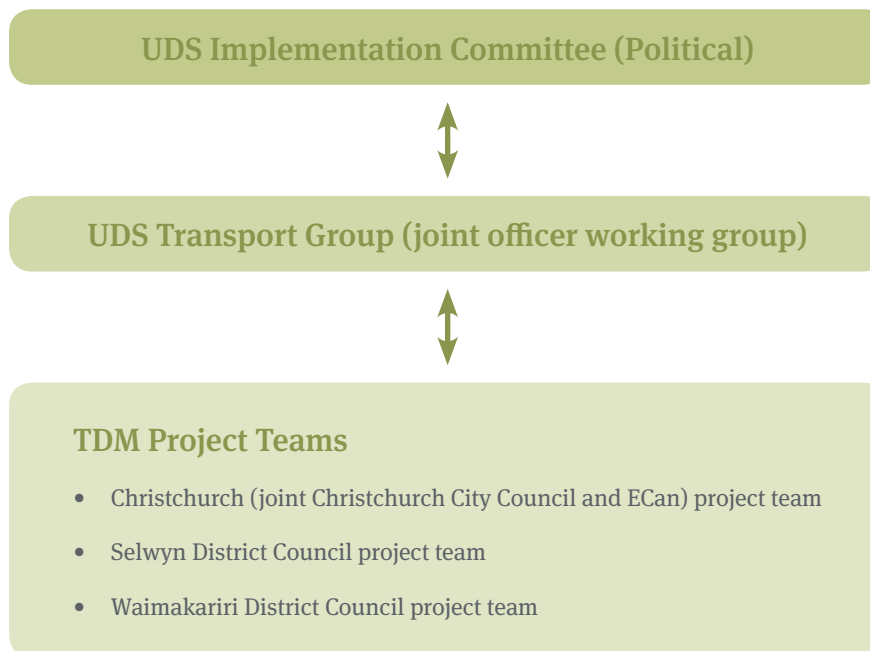 UDS Implementation Committee (Political)
UDS Transport Group (joint officer working group)
TDM Project Teams
• Christchurch (joint Christchurch City Council and ECan) project team
• Selwyn District Council project team
• Waimakariri District Council project team